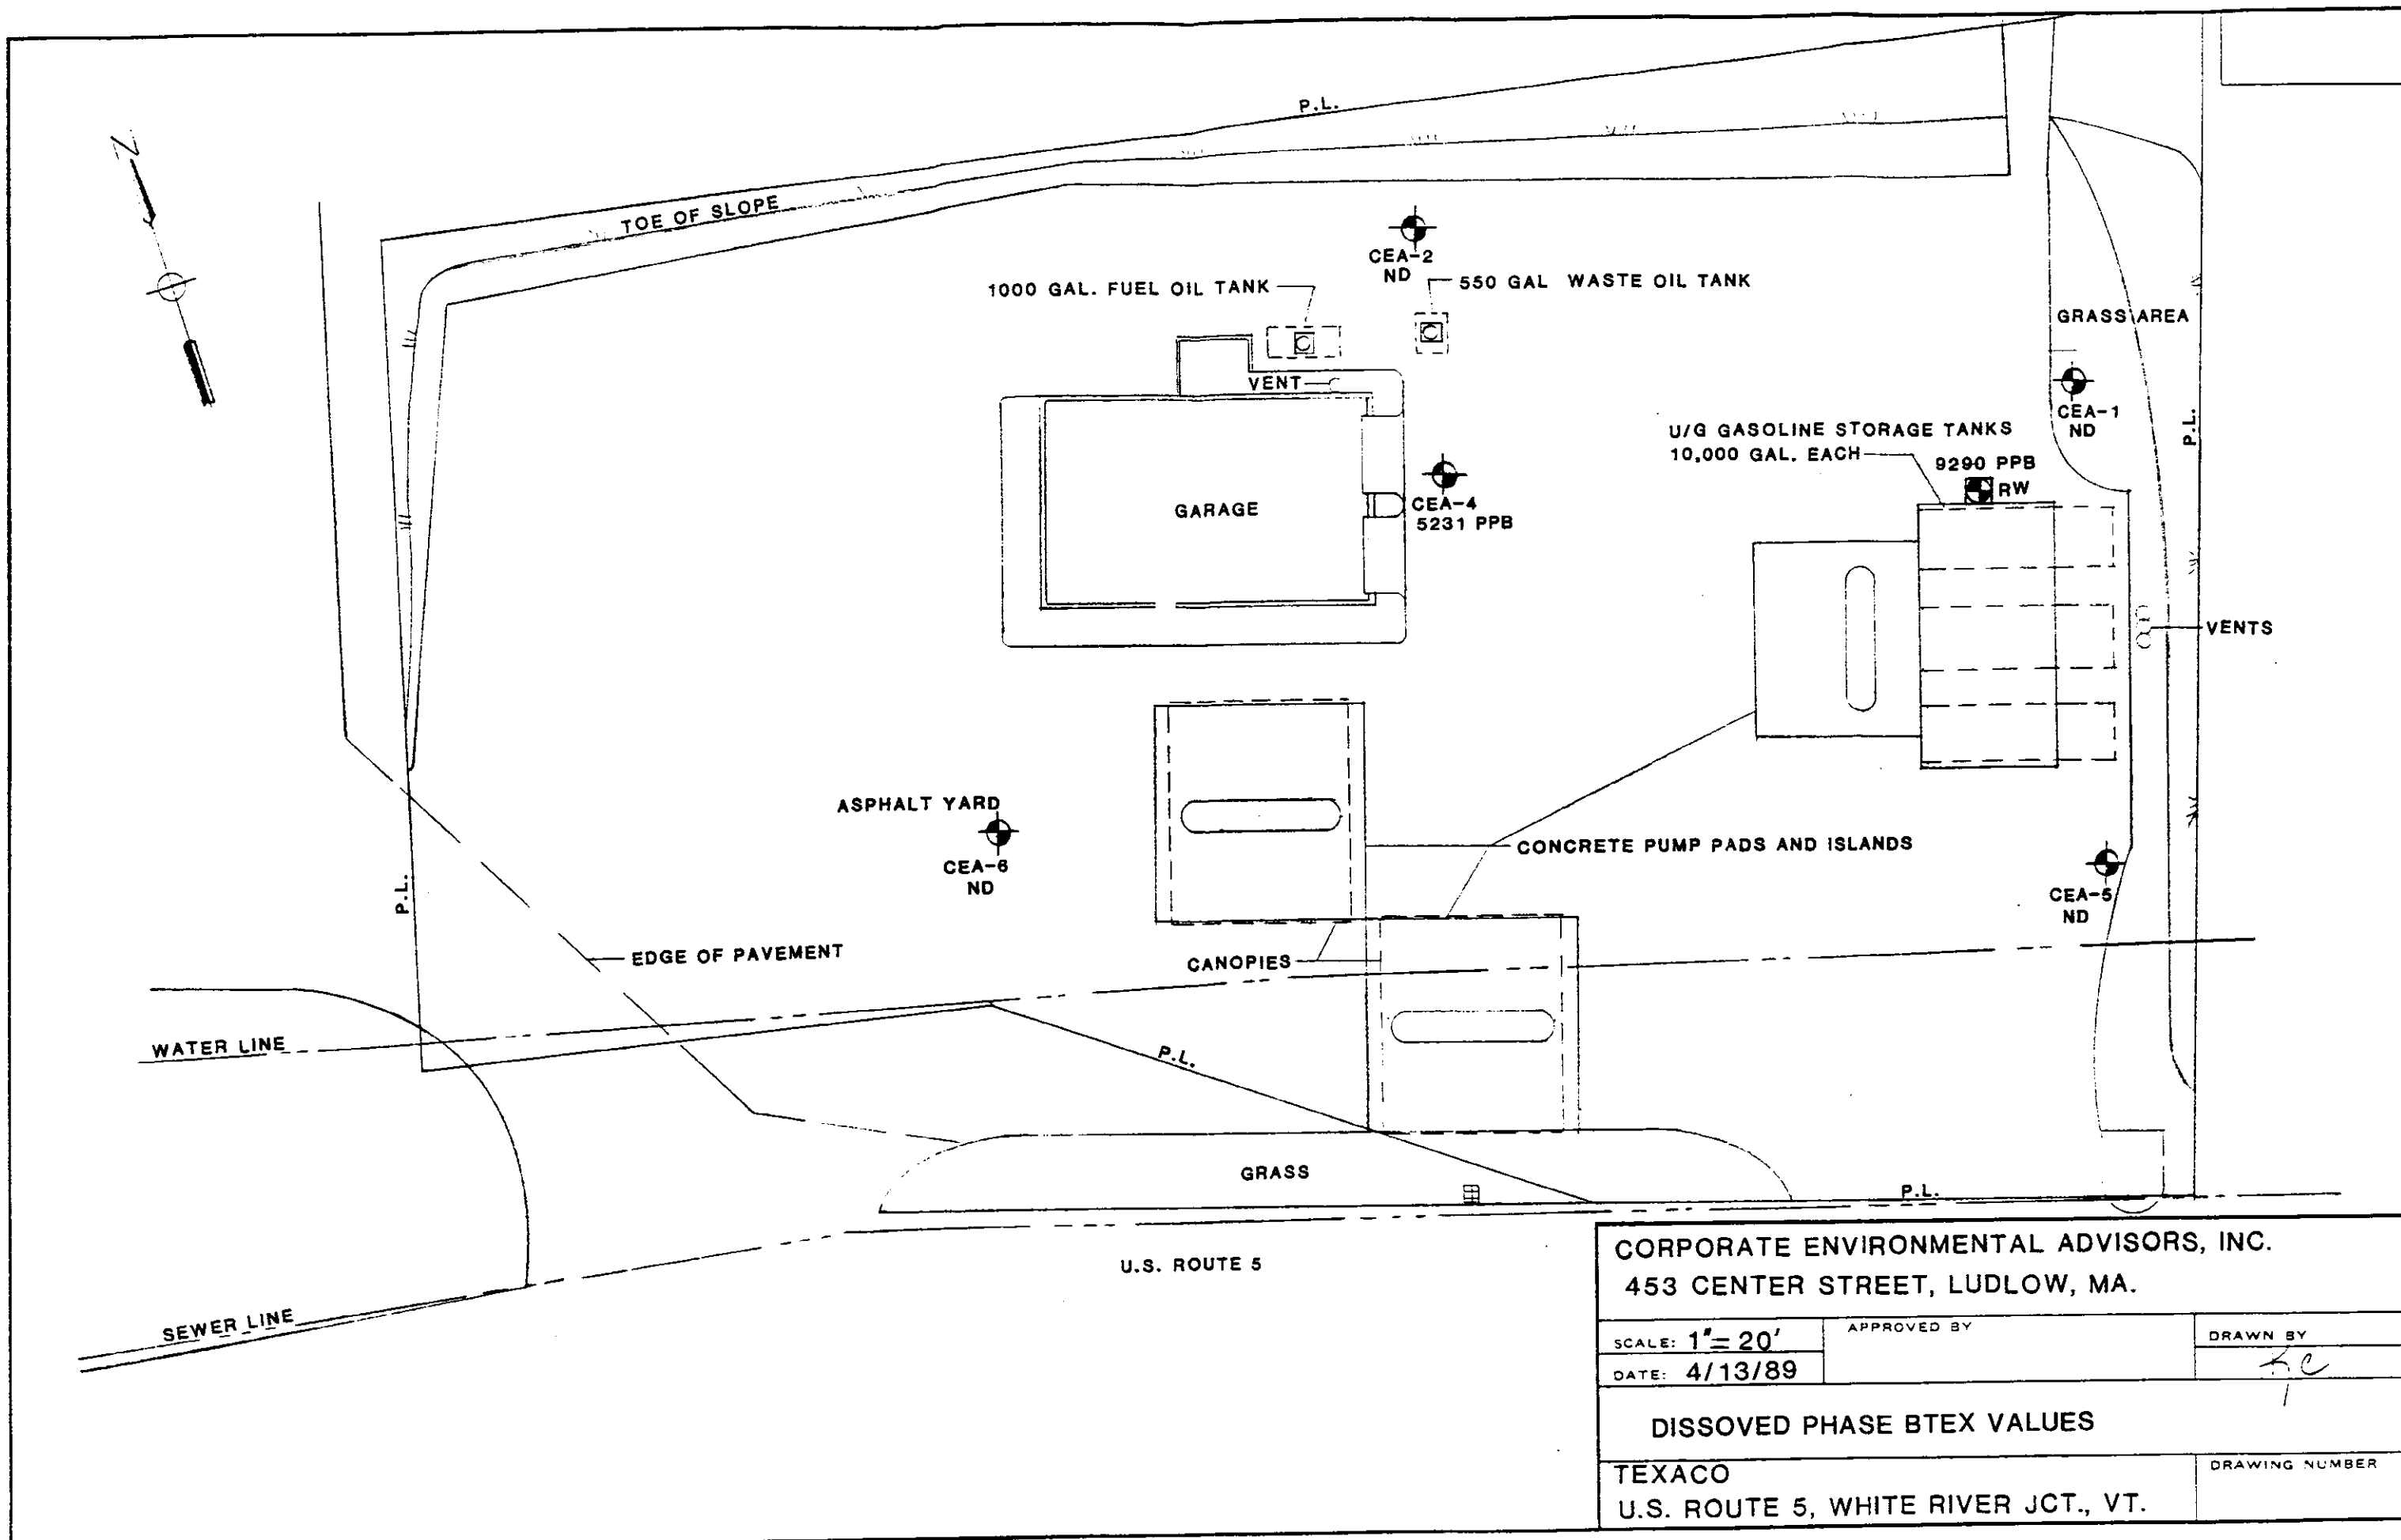 P.L.
N
TOE OF SLOPE
CEA-2
ND
1000 GAL. FUEL OIL TANK
550 GAL WASTE OIL TANK
GRASS AREA
VENT
CEA-1
ND
P.L.
U/G GASOLINE STORAGE TANKS
10,000 GAL. EACH
9290 PPB
RW
GARAGE
CEA-4
5231 PPB
VENTS
ASPHALT YARD
CEA-6
ND
CONCRETE PUMP PADS AND ISLANDS
CEA-5
ND
P.L.
EDGE OF PAVEMENT
CANOPIES
WATER LINE
P.L.
GRASS
P.L.
U.S. ROUTE 5
SEWER LINE
CORPORATE ENVIRONMENTAL ADVISORS, INC.
453 CENTER STREET, LUDLOW, MA.
SCALE: 1"= 20'
APPROVED BY
DRAWN BY
DATE: 4/13/89
DISSOVED PHASE BTEX VALUES
TEXACO
U.S. ROUTE 5, WHITE RIVER JCT., VT.
DRAWING NUMBER